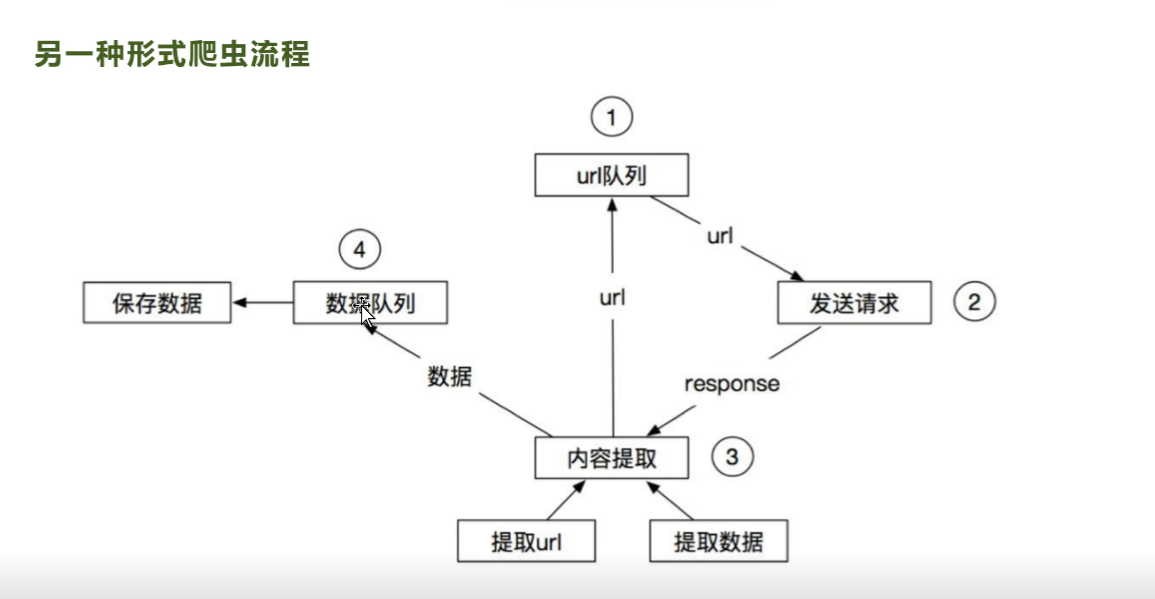 另一种形式爬虫流程
1
url队列
url
4
保存数据
数据队列
url
发送请求
2
数据
response
内容提取
3
提取url
提取数据